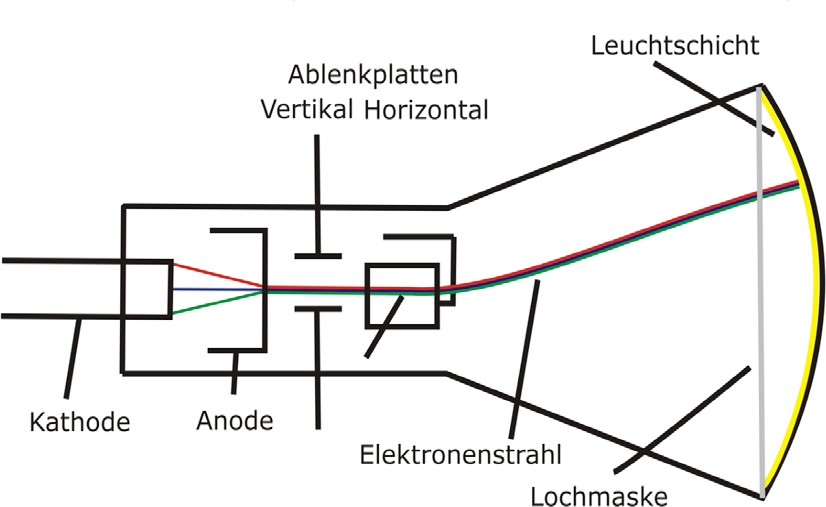 Leuchtschicht
Ablenkplatten
Vertikal Horizontal
Kathode
Anode
Elektronenstrahl
Lochmaske